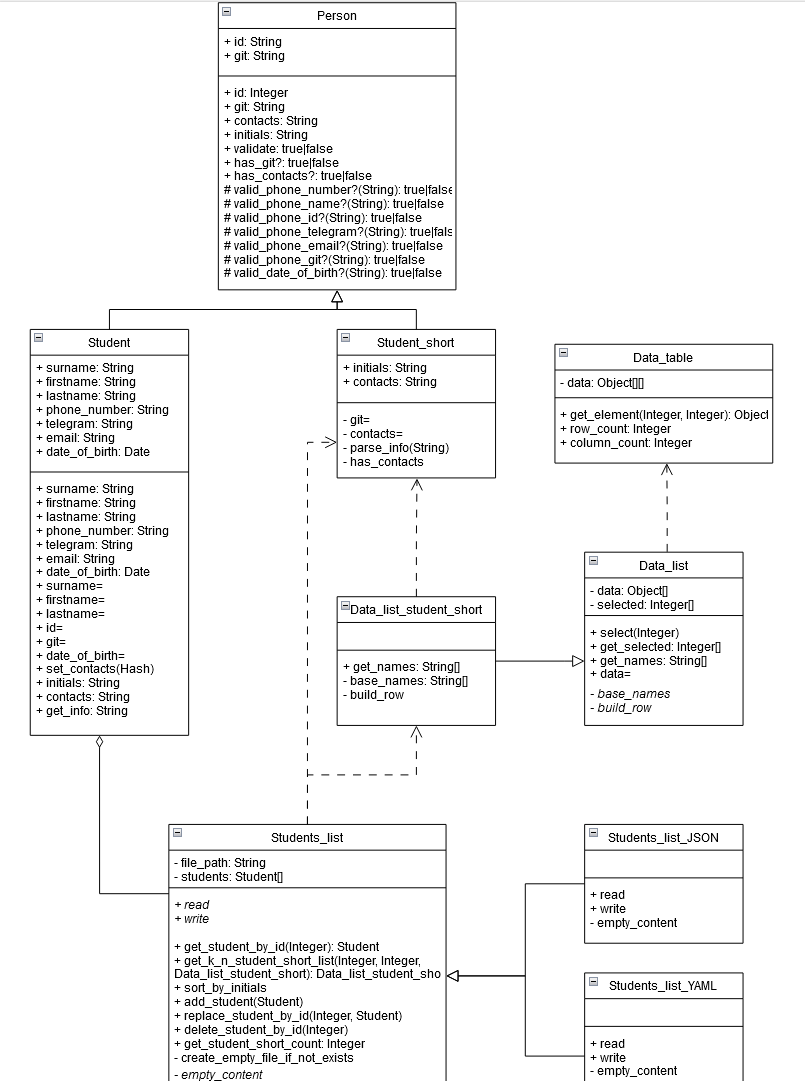 Person
+ id: String
+ git: String
+ id: Integer
+ git: String
+ contacts: String
+ initials: String
+ validate: true|false
+ has_git?: true|false
+ has_contacts?: true|false
# valid_phone_number?(String): true|false
# valid_phone_name?(String): true|false
# valid_phone_id?(String): true|false
# valid_phone_telegram?(String): true|fals
# valid_phone_email?(String): true|false
# valid_phone_git?(String): true|false
# valid_date_of_birth?(String): true|false
Student
+ surname: String
+ firstname: String
+ lastname: String
+ phone_number: String
+ telegram: String
+ email: String
+ date_of_birth: Date
+ surname: String
+ firstname: String
+ lastname: String
+ phone_number: String
+ telegram: String
+ email: String
+ date_of_birth: Date
+ surname=
+ firstname=
+ lastname=
+ id=
+ git=
+ date_of_birth=
+ set_contacts(Hash)
+ initials: String
+ contacts: String
+ get_info: String
Student_short
+ initials: String
+ contacts: String
- git=
- contacts=
- parse_info(String)
- has_contacts
Data_table
- data: Object[][]
+ get_element(Integer, Integer): Object
+ row_count: Integer
+ column_count: Integer
Data_list_student_short
+ get_names: String[]
- base_names: String[]
- build_row
Data_list
- data: Object[]
- selected: Integer[]
+ select(Integer)
+ get_selected: Integer[]
+ get_names: String[]
+ data=
- base_names
- build_row
Students_list
- file_path: String
- students: Student[]
+ read
+ write
+ get_student_by_id(Integer): Student
+ get_k_n_student_short_list(Integer, Integer,
Data_list_student_short): Data_list_student_sho
+ sort_by_initials
+ add_student(Student)
+ replace_student_by_id(Integer, Student)
+ delete_student_by_id(Integer)
+ get_student_short_count: Integer
- create_empty_file_if_not_exists
- empty_content
Students_list_JSON
+ read
+ write
- empty_content
Students_list_YAML
+ read
+ write
- empty_content